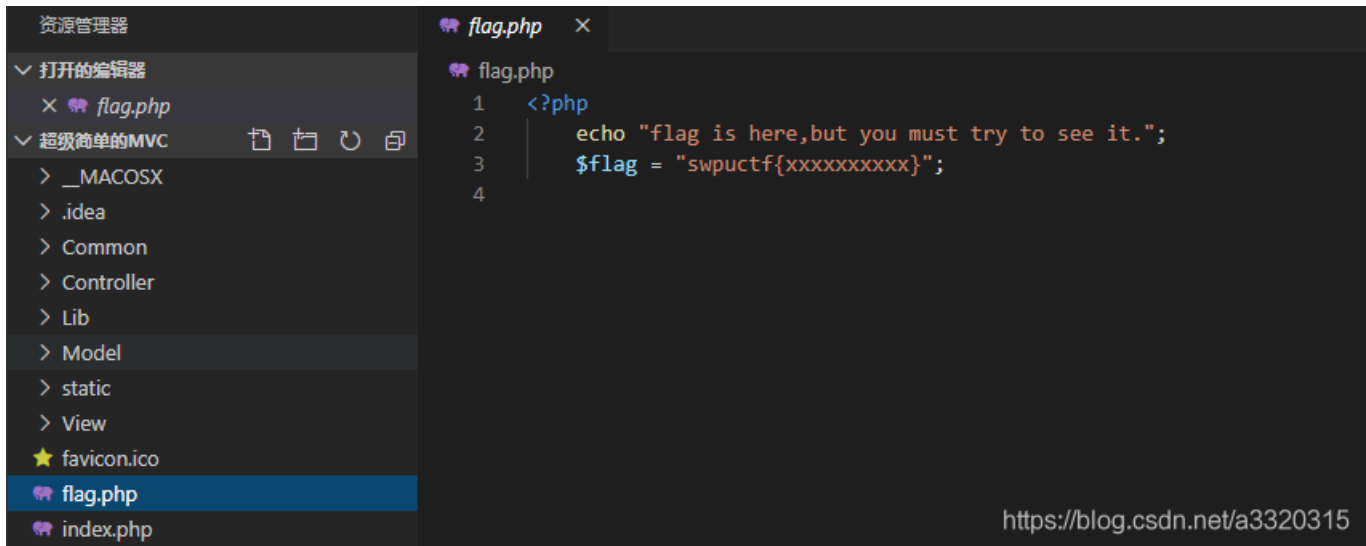 资源管理器
打开的编辑器
flag.php
超级简单的MVC
__MACOSX
.idea
Common
Controller
Lib
Model
static
View
favicon.ico
flag.php
index.php
flag.php
flag.php
1 <?php
2 echo "flag is here,but you must try to see it.";
3 $flag = "swpuctf{xxxxxxxxxx}";
4
https://blog.csdn.net/a3320315